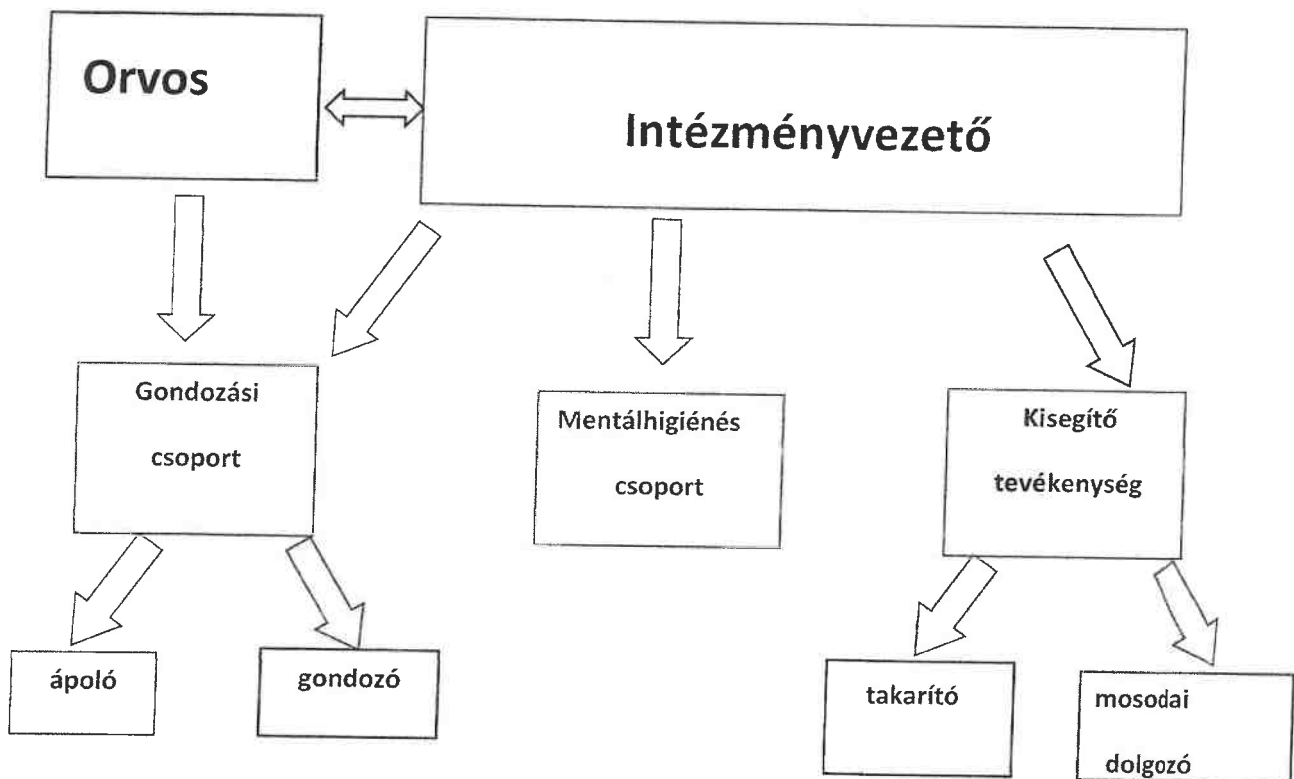 Orvos
Intézményvezető
Gondozási
csoport
Mentálhigiénés
csoport
Kisegítő
tevékenység
ápoló
gondozó
takarító
mosodai
dolgozó